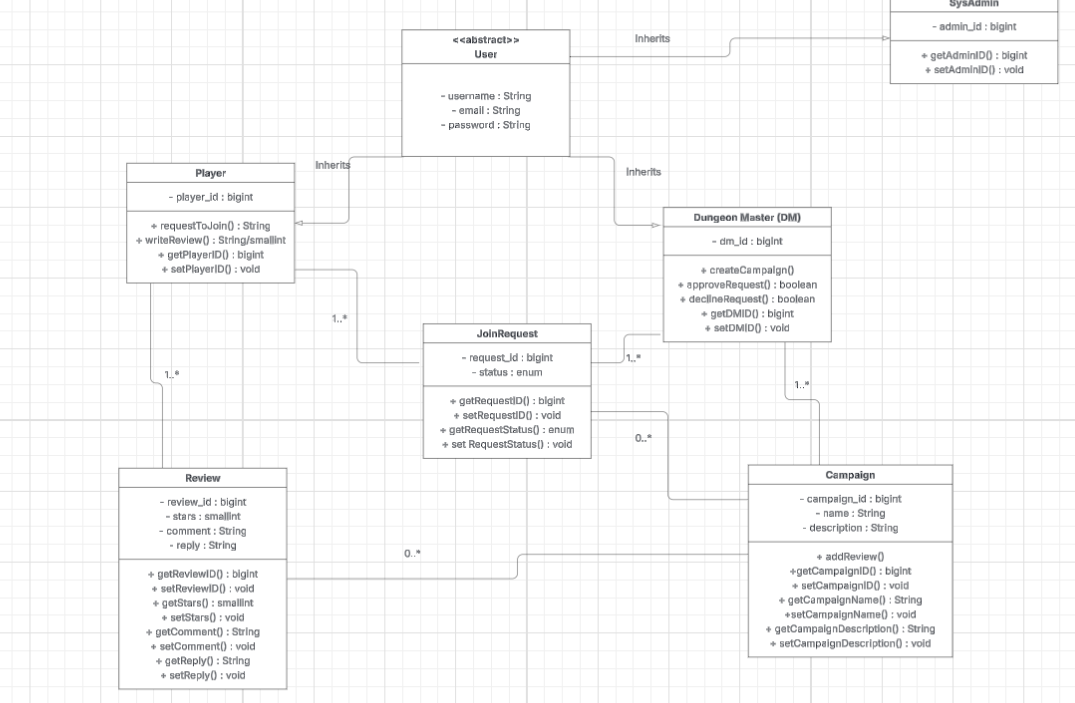 SysAdmin
- admin_id : bigint
+ getAdminID() : bigint
+ setAdminID() : void
<<abstract>>
User
- username : String
- email : String
- password : String
Inherits
Inherits
Inherits
Player
- player_id : bigint
+ requestToJoin() : String
+ writeReview() : String/smallint
+ getPlayerID() : bigint
+ setPlayerID() : void
Dungeon Master (DM)
- dm_id : bigint
+ createCampaign()
+ approveRequest() : boolean
+ declineRequest() : boolean
+ getDMID() : bigint
+ setDMID() : void
1..*
JoinRequest
- request_id : bigint
- status : enum
+ getRequestID() : bigint
+ setRequestID() : void
+ getRequestStatus() : enum
+ set RequestStatus() : void
1..*
1..*
1..*
0..*
Review
- review_id : bigint
- stars : smallint
- comment : String
- reply : String
+ getReviewID() : bigint
+ setReviewID() : void
+ getStars() : smallint
+ setStars() : void
+ getComment() : String
+ setComment() : void
+ getReply() : String
+ setReply() : void
0..*
Campaign
- campaign_id : bigint
- name : String
- description : String
+ addReview()
+getCampaignID() : bigint
+ setCampaignID() : void
+ getCampaignName() : String
+setCampaignName() : void
+ getCampaignDescription() : String
+ setCampaignDescription() : void